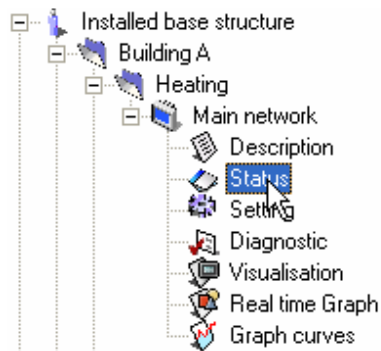 Installed base structure
Building A
Heating
Main network
Description
Status
Setting
Diagnostic
Visualisation
Real time Graph
Graph curves